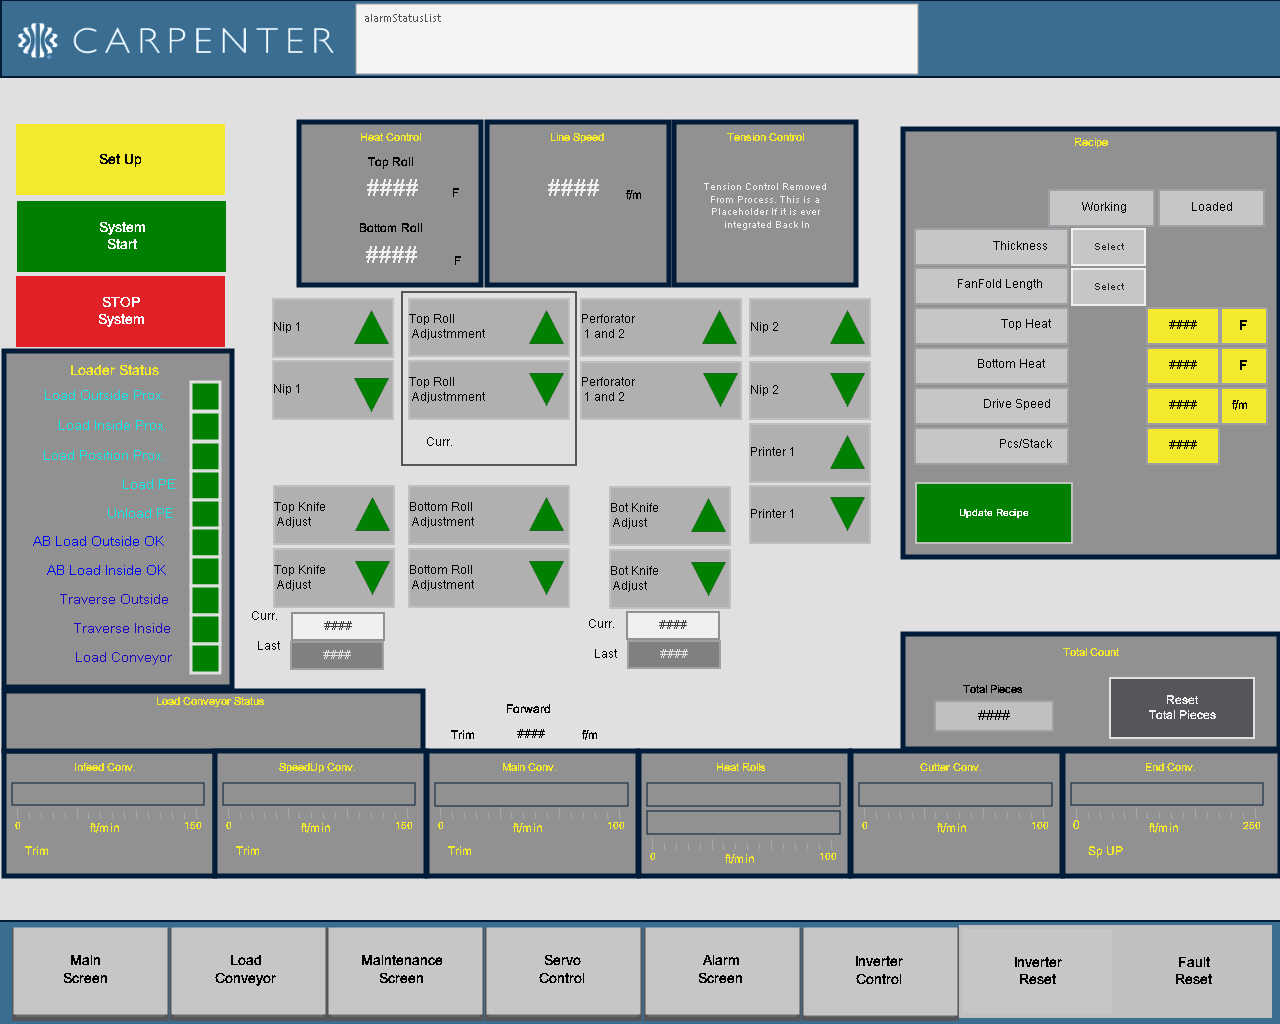 CARPENTER
alarmStatusList
Set Up
System
Start
STOP
System
Heat Control
Top Roll
####
F
Bottom Roll
####
F
Line Speed
####
f/m
Tension Control
Tension Control Removed
From Process. This is a
Placeholder If it is ever
integrated Back In
Recipe
Working
Loaded
Thickness
Select
FanFold Length
Select
Top Heat
####
F
Bottom Heat
####
F
Drive Speed
####
f/m
Pcs/Stack
####
Update Recipe
Nip 1
Top Roll
Adjustmment
Perforator
1 and 2
Nip 2
Nip 1
Top Roll
Adjustmment
Perforator
1 and 2
Nip 2
Curr.
Printer 1
Printer 1
Top Knife
Adjust
Bottom Roll
Adjustment
Bot Knife
Adjust
Top Knife
Adjust
Bottom Roll
Adjustment
Bot Knife
Adjust
Curr.
####
Last
####
Curr.
####
Last
####
Loader Status
Load Outside Prox.
Load Inside Prox.
Load Position Prox.
Load PE
Unload PE
AB Load Outside OK
AB Load Inside OK
Traverse Outside
Traverse Inside
Load Conveyor
Load Conveyor Status
Forward
Trim
####
f/m
Total Count
Total Pieces
####
Reset
Total Pieces
Infeed Conv.
0
ft/min
150
Trim
SpeedUp Conv.
0
ft/min
150
Trim
Main Conv.
0
ft/min
100
Trim
Heat Rolls
0
ft/min
100
Cutter Conv.
0
ft/min
100
End Conv.
0
ft/min
250
Sp UP
Main
Screen
Load
Conveyor
Maintenance
Screen
Servo
Control
Alarm
Screen
Inverter
Control
Inverter
Reset
Fault
Reset